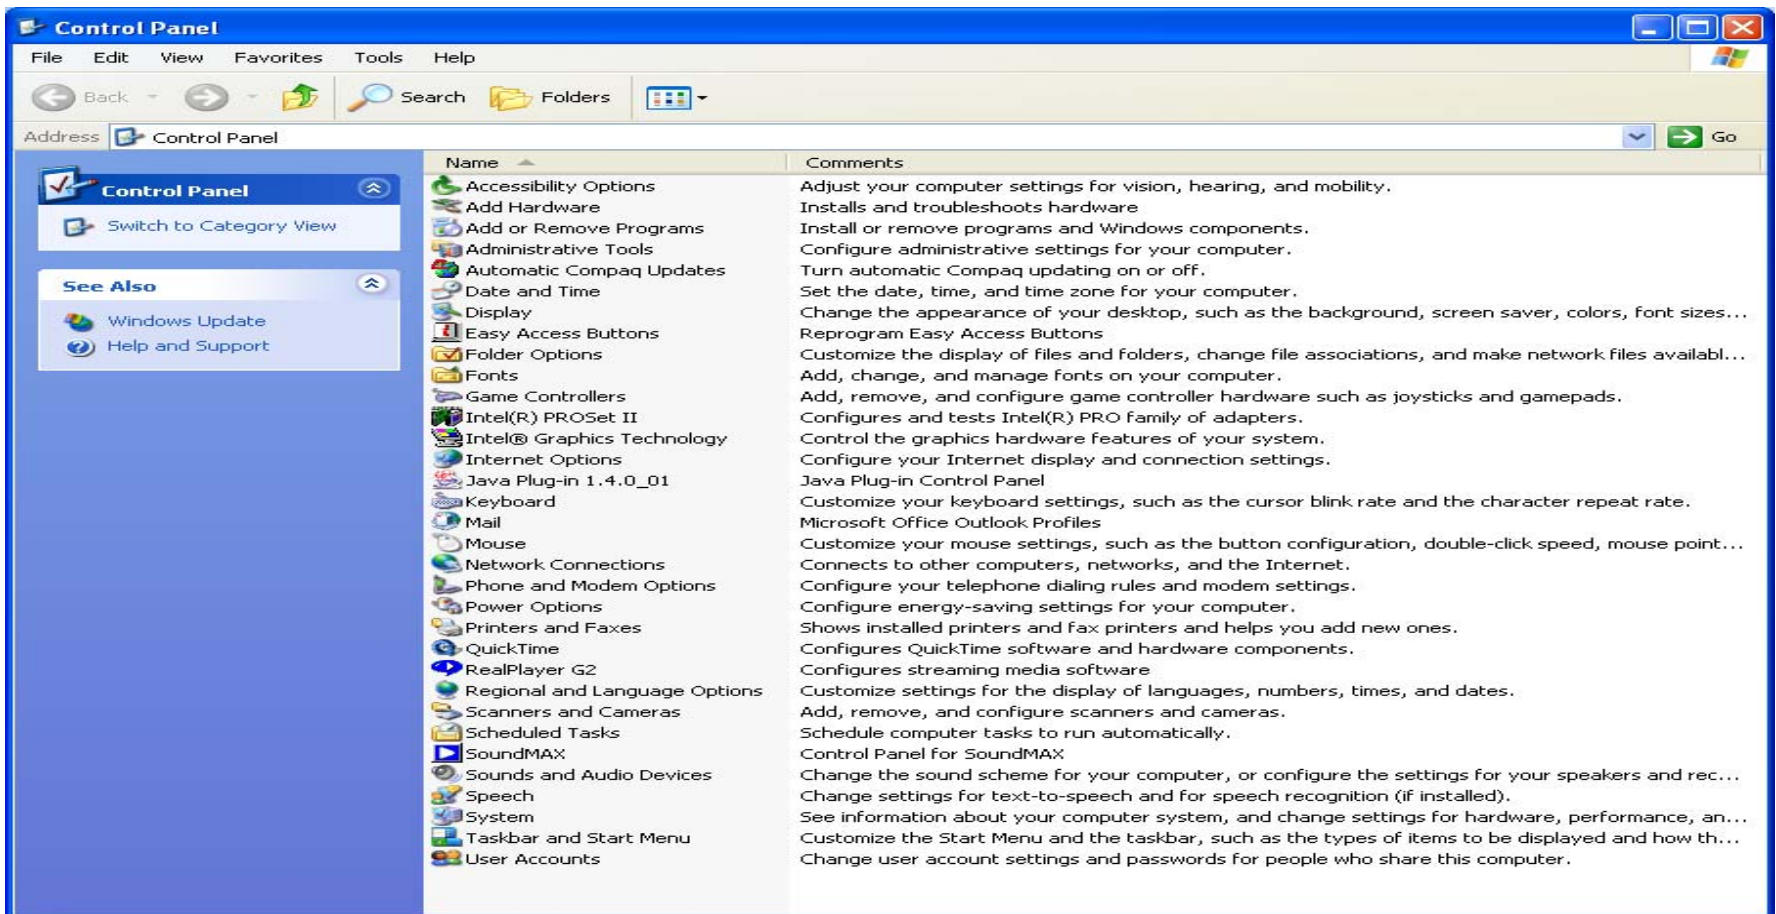 Control Panel
File Edit View Favorites Tools Help
Back Search Folders
Address Control Panel Go
Control Panel
Switch to Category View
See Also
Windows Update
Help and Support
Name Comments
Accessibility Options Adjust your computer settings for vision, hearing, and mobility.
Add Hardware Installs and troubleshoots hardware
Add or Remove Programs Install or remove programs and Windows components.
Administrative Tools Configure administrative settings for your computer.
Automatic Compaq Updates Turn automatic Compaq updating on or off.
Date and Time Set the date, time, and time zone for your computer.
Display Change the appearance of your desktop, such as the background, screen saver, colors, font sizes...
Easy Access Buttons Reprogram Easy Access Buttons
Folder Options Customize the display of files and folders, change file associations, and make network files availabl...
Fonts Add, change, and manage fonts on your computer.
Game Controllers Add, remove, and configure game controller hardware such as joysticks and gamepads.
Intel(R) PROSet II Configures and tests Intel(R) PRO family of adapters.
Intel® Graphics Technology Control the graphics hardware features of your system.
Internet Options Configure your Internet display and connection settings.
Java Plug-in 1.4.0_01 Java Plug-in Control Panel
Keyboard Customize your keyboard settings, such as the cursor blink rate and the character repeat rate.
Mail Microsoft Office Outlook Profiles
Mouse Customize your mouse settings, such as the button configuration, double-click speed, mouse point...
Network Connections Connects to other computers, networks, and the Internet.
Phone and Modem Options Configure your telephone dialing rules and modem settings.
Power Options Configure energy-saving settings for your computer.
Printers and Faxes Shows installed printers and fax printers and helps you add new ones.
QuickTime Configures QuickTime software and hardware components.
RealPlayer G2 Configures streaming media software
Regional and Language Options Customize settings for the display of languages, numbers, times, and dates.
Scanners and Cameras Add, remove, and configure scanners and cameras.
Scheduled Tasks Schedule computer tasks to run automatically.
SoundMAX Control Panel for SoundMAX
Sounds and Audio Devices Change the sound scheme for your computer, or configure the settings for your speakers and rec...
Speech Change settings for text-to-speech and for speech recognition (if installed).
System See information about your computer system, and change settings for hardware, performance, an...
Taskbar and Start Menu Customize the Start Menu and the taskbar, such as the types of items to be displayed and how th...
User Accounts Change user account settings and passwords for people who share this computer.